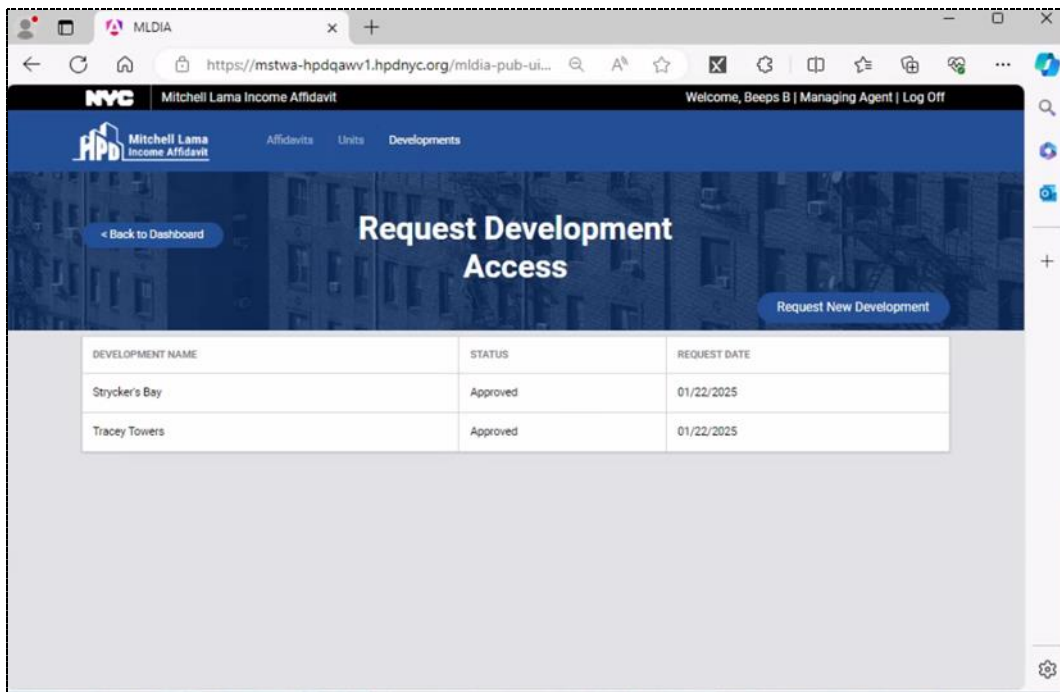 MLDIA
https://mstwa-hpdqawv1.hpdnyc.org/mldia-pub-ui...
NYC Mitchell Lama Income Affidavit Welcome, Beeps B | Managing Agent | Log Off
HPD Mitchell Lama
Income Affidavit
Affidavits Units Developments
< Back to Dashboard
Request Development
Access
Request New Development
DEVELOPMENT NAME STATUS REQUEST DATE
Strycker's Bay Approved 01/22/2025
Tracey Towers Approved 01/22/2025